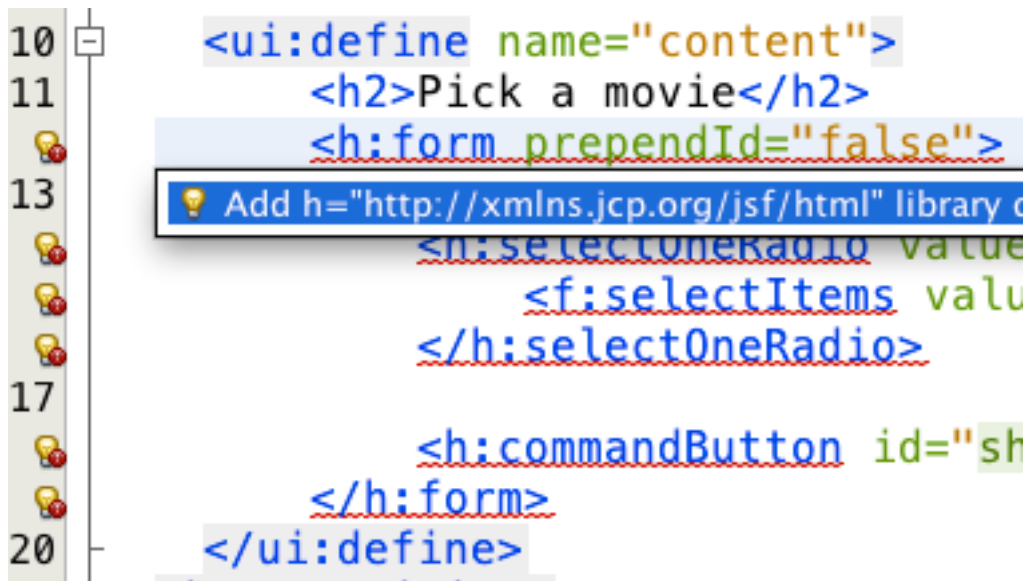 10 <ui:define name="content">
11 <h2>Pick a movie</h2>
<h:form prependId="false">
13
Add h="http://xmlns.jcp.org/jsf/html" library
<h:selectOneRadio value
<f:selectItems valu
</h:selectOneRadio>
17
<h:commandButton id="sh
</h:form>
20 </ui:define>